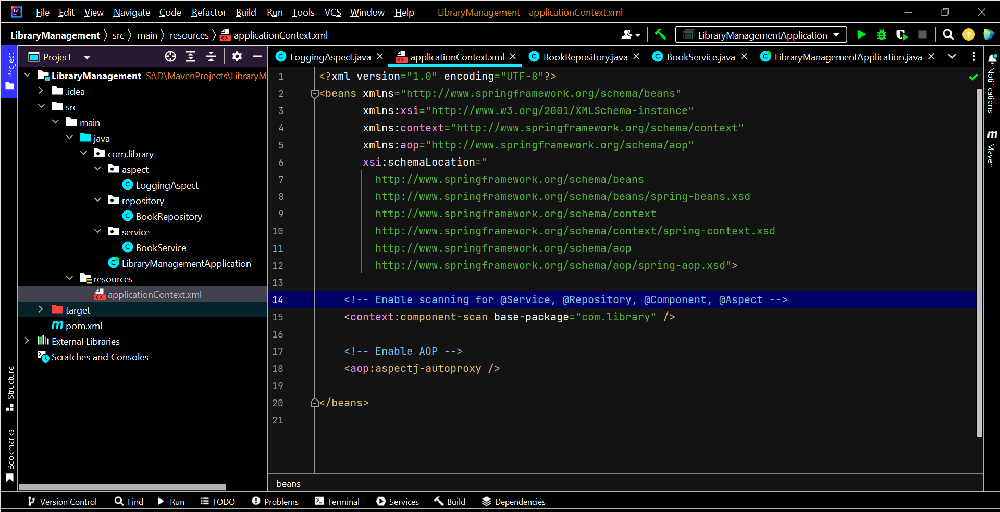 File Edit View Navigate Code Refactor Build Run Tools VCS Window Help LibraryManagement - applicationContext.xml
LibraryManagement src main resources applicationContext.xml LibraryManagementApplication
Project
Project
LoggingAspect.java applicationContext.xml BookRepository.java BookService.java LibraryManagementApplication.java
LibraryManagement S:\D\MavenProjects\LibraryM
.idea
src
main
java
com.library
aspect
LoggingAspect
repository
BookRepository
service
BookService
LibraryManagementApplication
resources
applicationContext.xml
target
pom.xml
External Libraries
Scratches and Consoles
Structure
Bookmarks
1 <?xml version="1.0" encoding="UTF-8"?>
2 <beans xmlns="http://www.springframework.org/schema/beans"
3 xmlns:xsi="http://www.w3.org/2001/XMLSchema-instance"
4 xmlns:context="http://www.springframework.org/schema/context"
5 xmlns:aop="http://www.springframework.org/schema/aop"
6 xsi:schemaLocation="
7 http://www.springframework.org/schema/beans
8 http://www.springframework.org/schema/beans/spring-beans.xsd
9 http://www.springframework.org/schema/context
10 http://www.springframework.org/schema/context/spring-context.xsd
11 http://www.springframework.org/schema/aop
12 http://www.springframework.org/schema/aop/spring-aop.xsd">
13
14 <!-- Enable scanning for @Service, @Repository, @Component, @Aspect -->
15 <context:component-scan base-package="com.library" />
16
17 <!-- Enable AOP -->
18 <aop:aspectj-autoproxy />
19
20 </beans>
21
beans
Notifications
m Maven
Version Control Find Run TODO Problems Terminal Services Build Dependencies